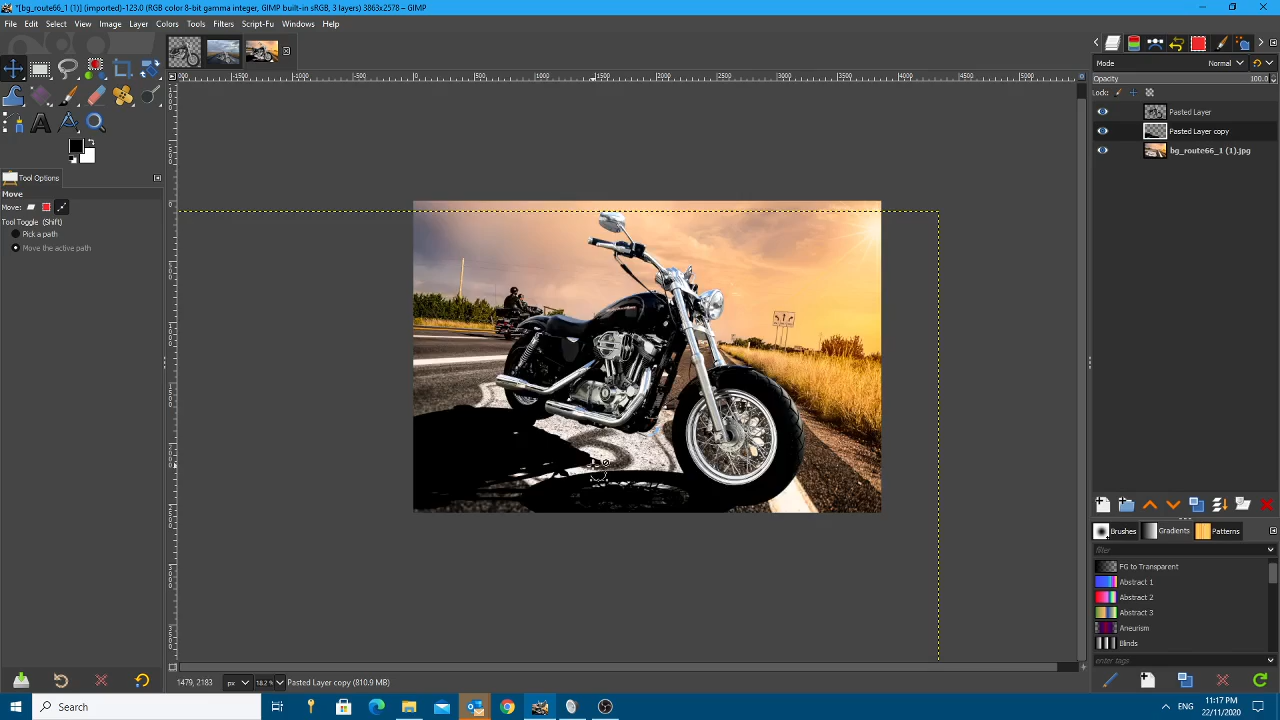 *[bg_route66_1 (1)] (imported)-123.0 (RGB color 8-bit gamma integer, GIMP built-in sRGB, 3 layers) 3863x2578 – GIMP
File Edit Select View Image Layer Colors Tools Filters Script-Fu Windows Help
Tool Options
Move
Move:
Tool Toggle (Shift)
Pick a path
Move the active path
Mode Normal
Opacity 100.0
Lock:
Pasted Layer
Pasted Layer copy
bg_route66_1 (1).jpg
Brushes Gradients Patterns
filter
FG to Transparent
Abstract 1
Abstract 2
Abstract 3
Aneurism
Blinds
enter tags
1479, 2183 px 18.2 % Pasted Layer copy (810.9 MB)
Search
ENG
11:17 PM
22/11/2020